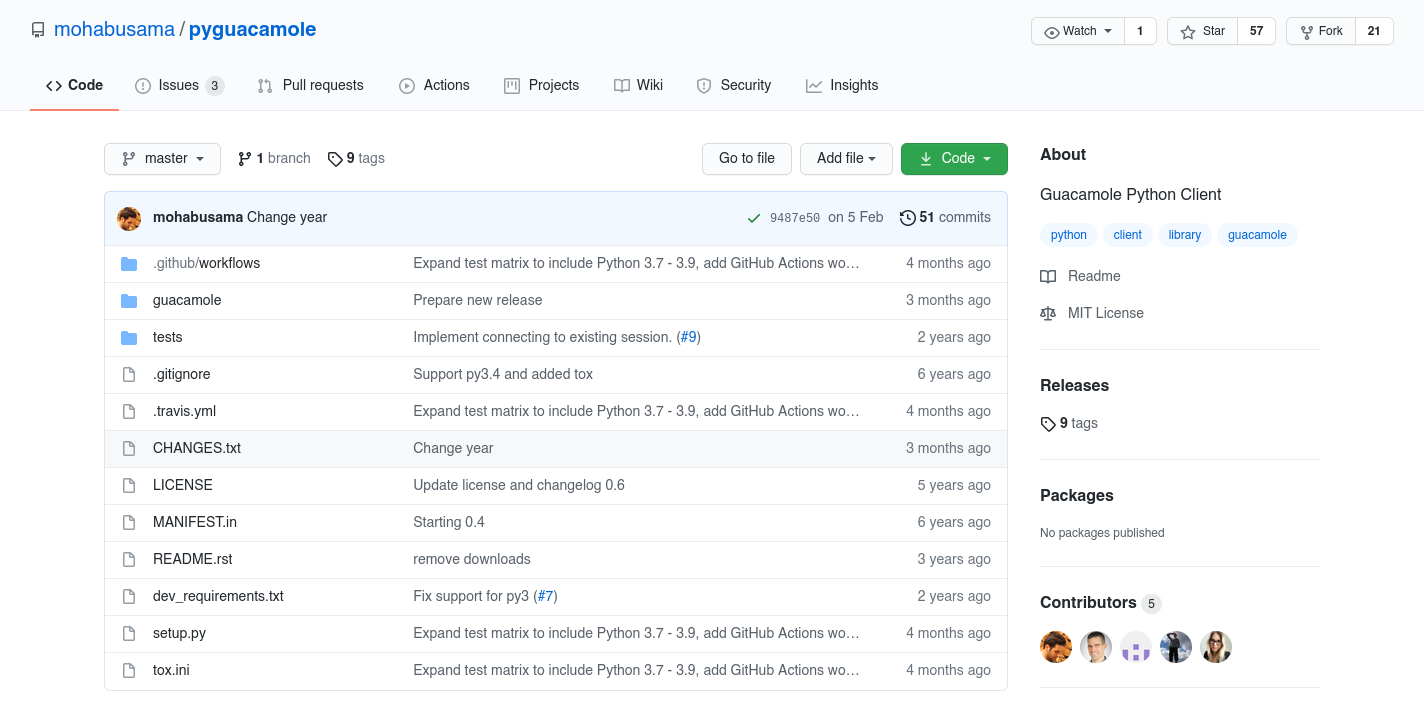 mohabusama / pyguacamole
Watch 1 Star 57 Fork 21
Code Issues 3 Pull requests Actions Projects Wiki Security Insights
master 1 branch 9 tags Go to file Add file Code
mohabusama Change year 9487e50 on 5 Feb 51 commits
.github/workflows Expand test matrix to include Python 3.7 - 3.9, add GitHub Actions wo… 4 months ago
guacamole Prepare new release 3 months ago
tests Implement connecting to existing session. (#9) 2 years ago
.gitignore Support py3.4 and added tox 6 years ago
.travis.yml Expand test matrix to include Python 3.7 - 3.9, add GitHub Actions wo… 4 months ago
CHANGES.txt Change year 3 months ago
LICENSE Update license and changelog 0.6 5 years ago
MANIFEST.in Starting 0.4 6 years ago
README.rst remove downloads 3 years ago
dev_requirements.txt Fix support for py3 (#7) 2 years ago
setup.py Expand test matrix to include Python 3.7 - 3.9, add GitHub Actions wo… 4 months ago
tox.ini Expand test matrix to include Python 3.7 - 3.9, add GitHub Actions wo… 4 months ago
About
Guacamole Python Client
python client library guacamole
Readme
MIT License
Releases
9 tags
Packages
No packages published
Contributors 5